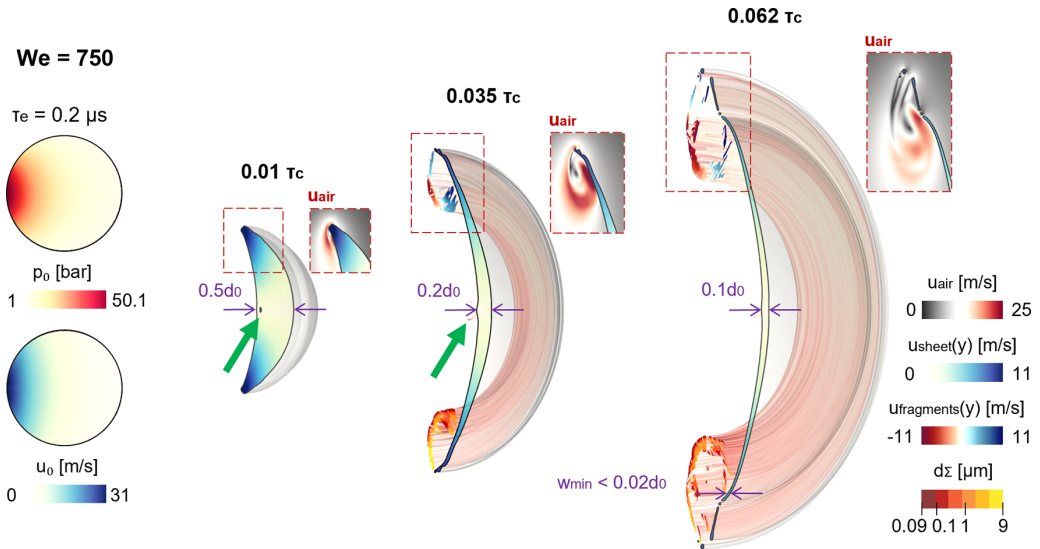 We = 750
τe = 0.2 µs
p₀ [bar]
1 50.1
u₀ [m/s]
0 31
0.01 τc
uair
0.5d₀
0.035 τc
uair
0.2d₀
0.062 τc
uair
0.1d₀
wmin < 0.02d₀
uair [m/s]
0 25
usheet(y) [m/s]
0 11
ufragments(y) [m/s]
-11 11
dΣ [µm]
0.09 0.1 1 9